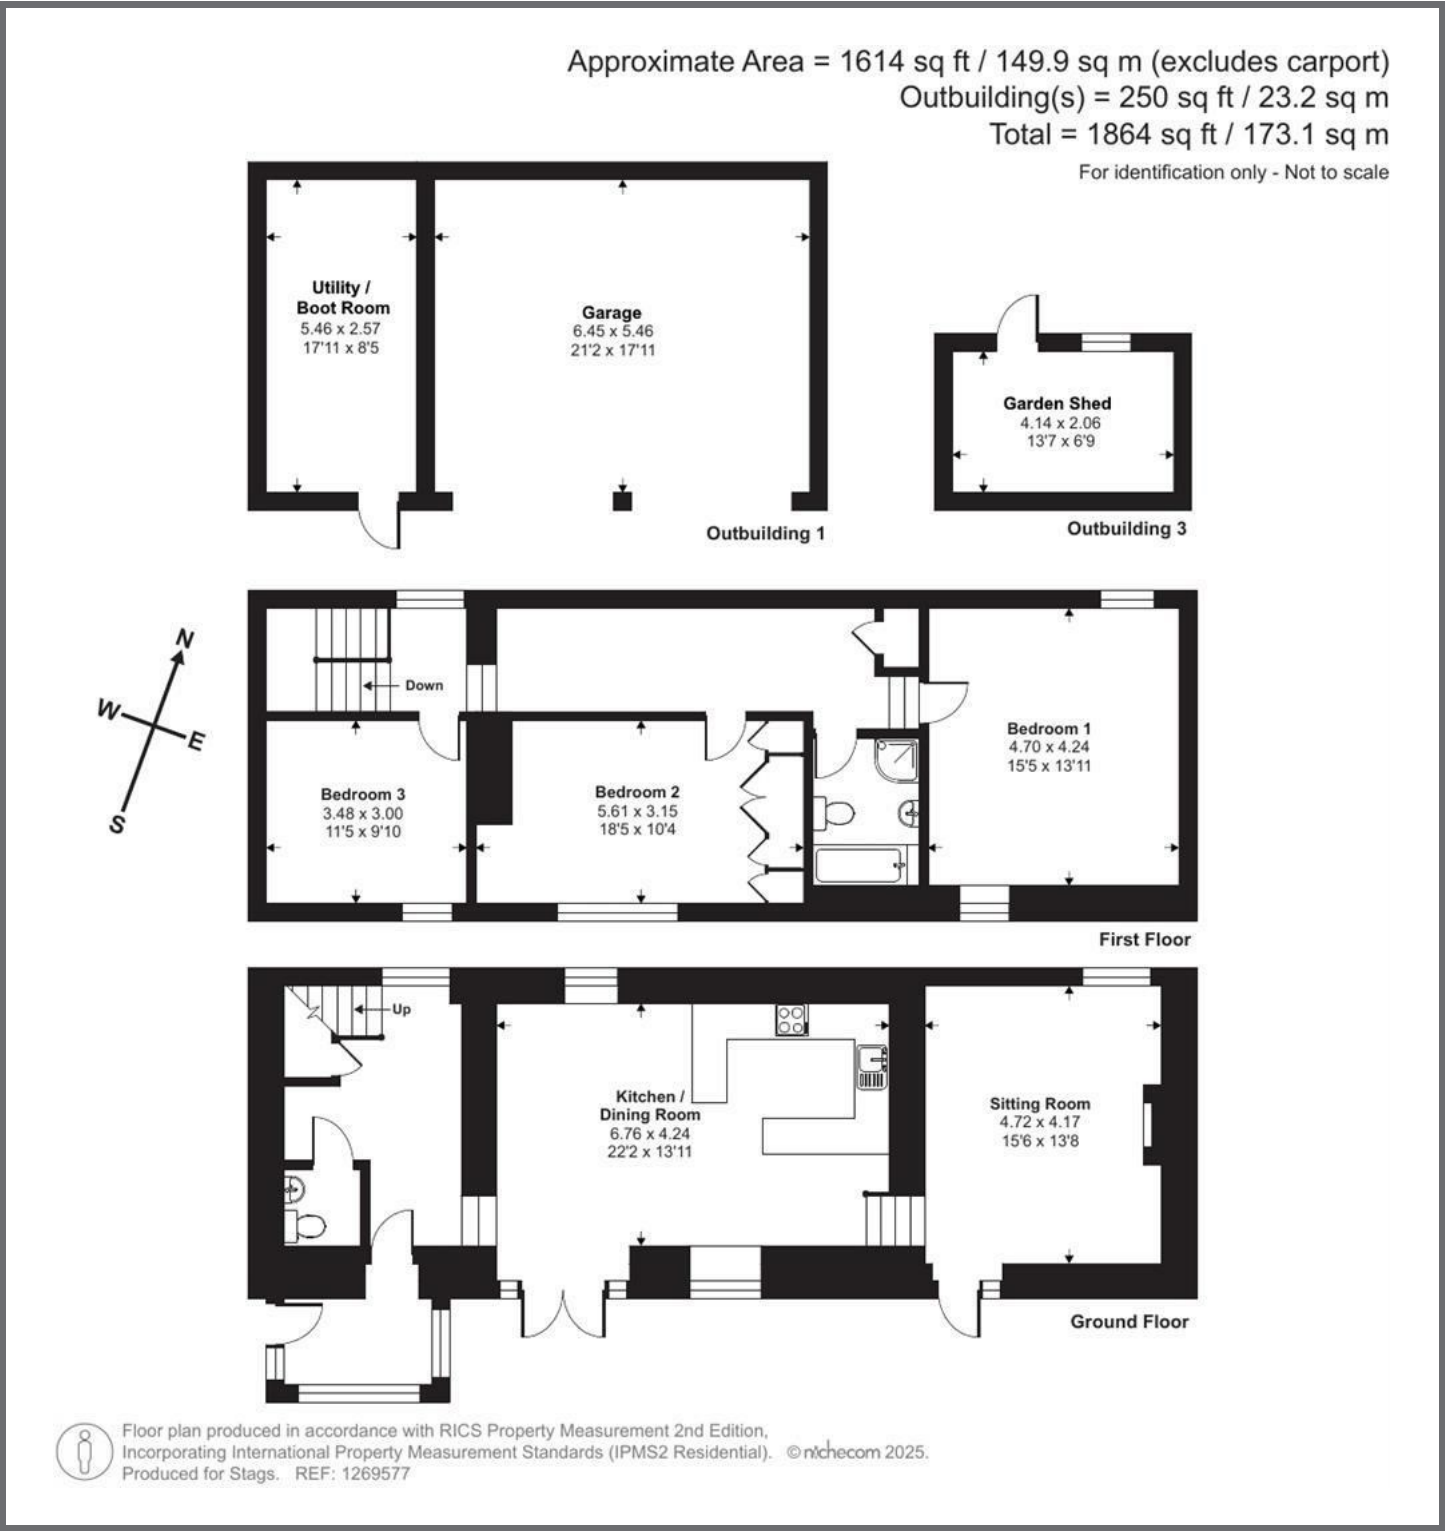 Approximate Area = 1614 sq ft / 149.9 sq m (excludes carport)
Outbuilding(s) = 250 sq ft / 23.2 sq m
Total = 1864 sq ft / 173.1 sq m
For identification only - Not to scale
Utility /
Boot Room
5.46 x 2.57
17'11 x 8'5
Garage
6.45 x 5.46
21'2 x 17'11
Outbuilding 1
Garden Shed
4.14 x 2.06
13'7 x 6'9
Outbuilding 3
N
W
E
S
Down
Bedroom 3
3.48 x 3.00
11'5 x 9'10
Bedroom 2
5.61 x 3.15
18'5 x 10'4
Bedroom 1
4.70 x 4.24
15'5 x 13'11
First Floor
Up
Kitchen /
Dining Room
6.76 x 4.24
22'2 x 13'11
Sitting Room
4.72 x 4.17
15'6 x 13'8
Ground Floor
Floor plan produced in accordance with RICS Property Measurement 2nd Edition,
Incorporating International Property Measurement Standards (IPMS2 Residential). © nichecom 2025.
Produced for Stags. REF: 1269577